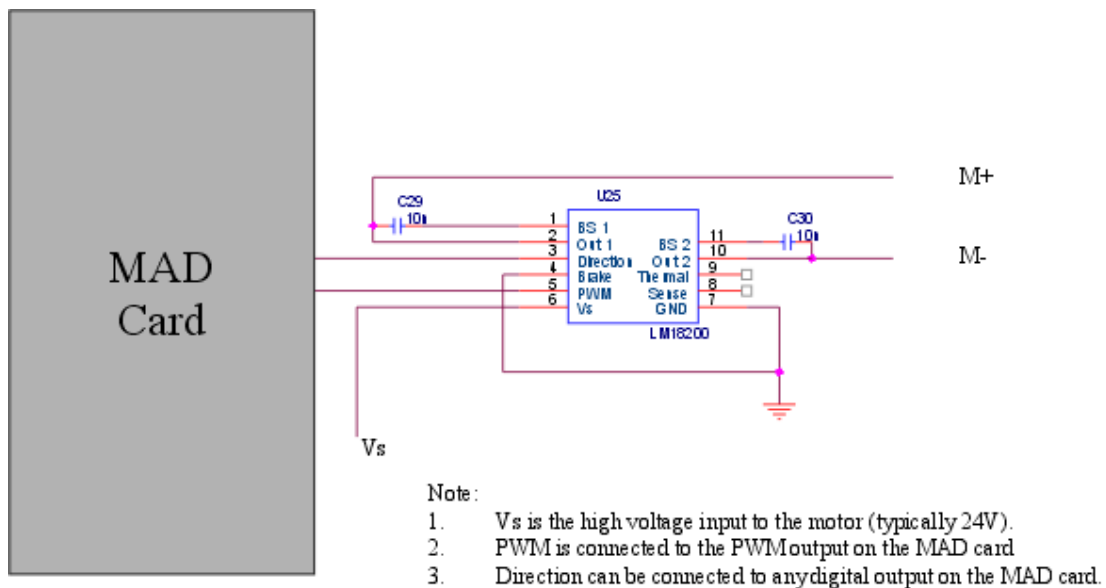 MAD
Card
M+
C29
10n
U25
C30
10n
M-
1
2
3
4
5
6
BS 1
Out 1
Direction
Brake
PWM
Vs
BS 2
Out 2
Thermal
Sense
GND
11
10
9
8
7
LM18200
Vs
Note:
1. Vs is the high voltage input to the motor (typically 24V).
2. PWM is connected to the PWM output on the MAD card
3. Direction can be connected to any digital output on the MAD card.